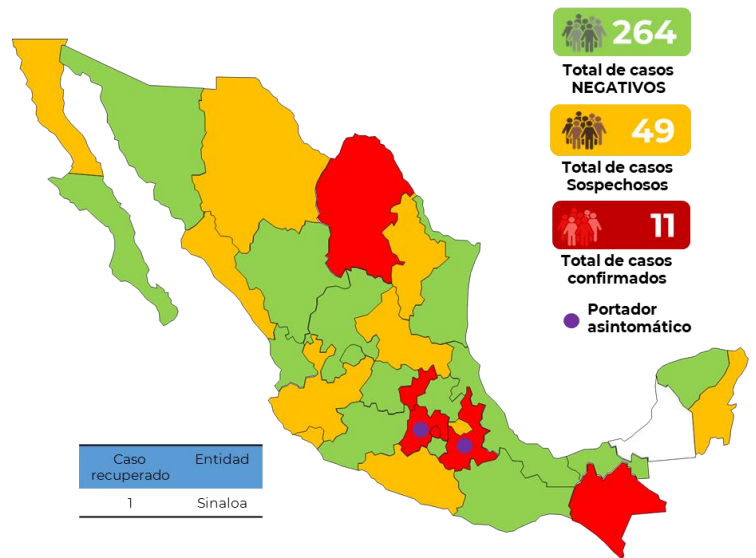 264
Total de casos
NEGATIVOS
49
Total de casos
Sospechosos
11
Total de casos
confirmados
Portador
asintomático
Caso
recuperado
Entidad
1
Sinaloa